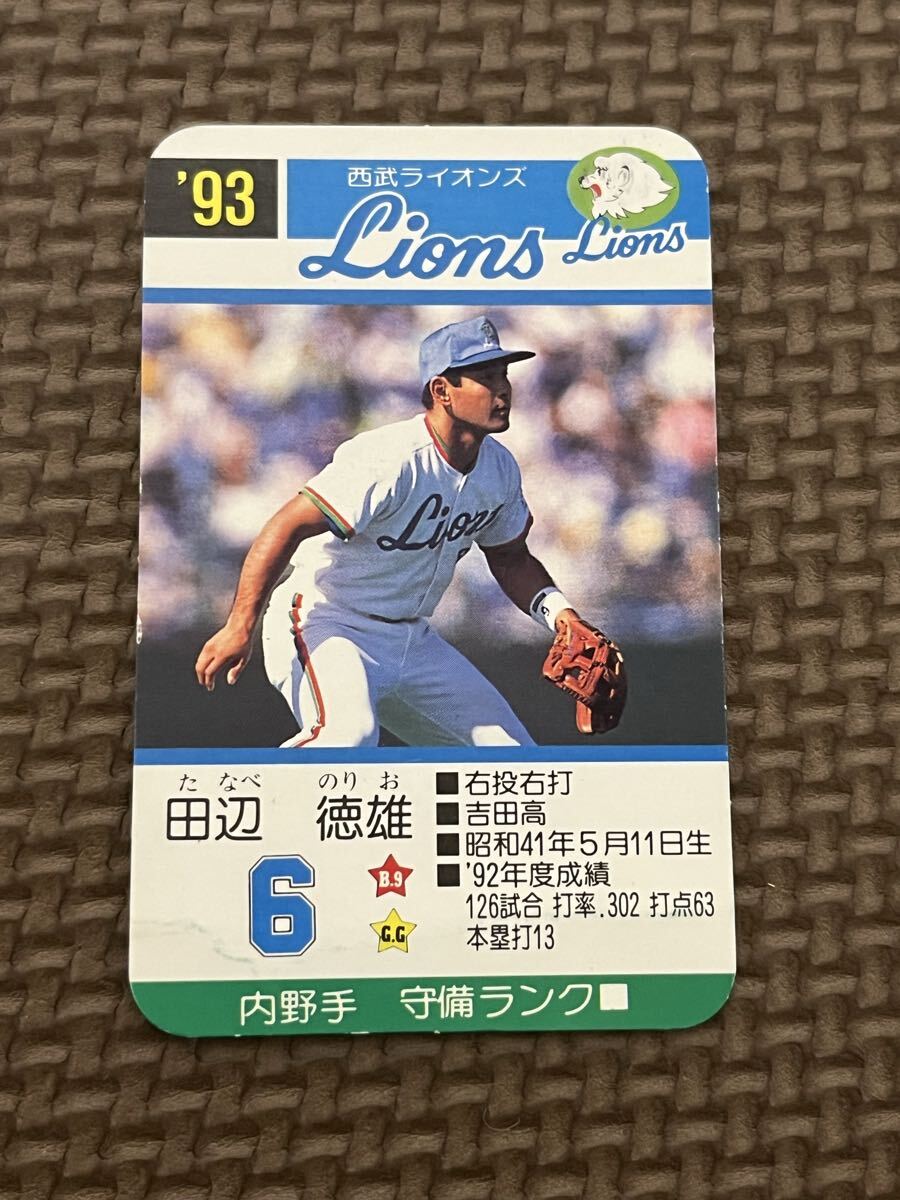 '93
西武ライオンズ
Lions
Lions
Lions
た なべ のり お
田辺 徳雄
6
B.9
G.G
■右投右打
■吉田高
■昭和41年5月11日生
■'92年度成績
126試合 打率.302 打点63
本塁打13
内野手 守備ランク■